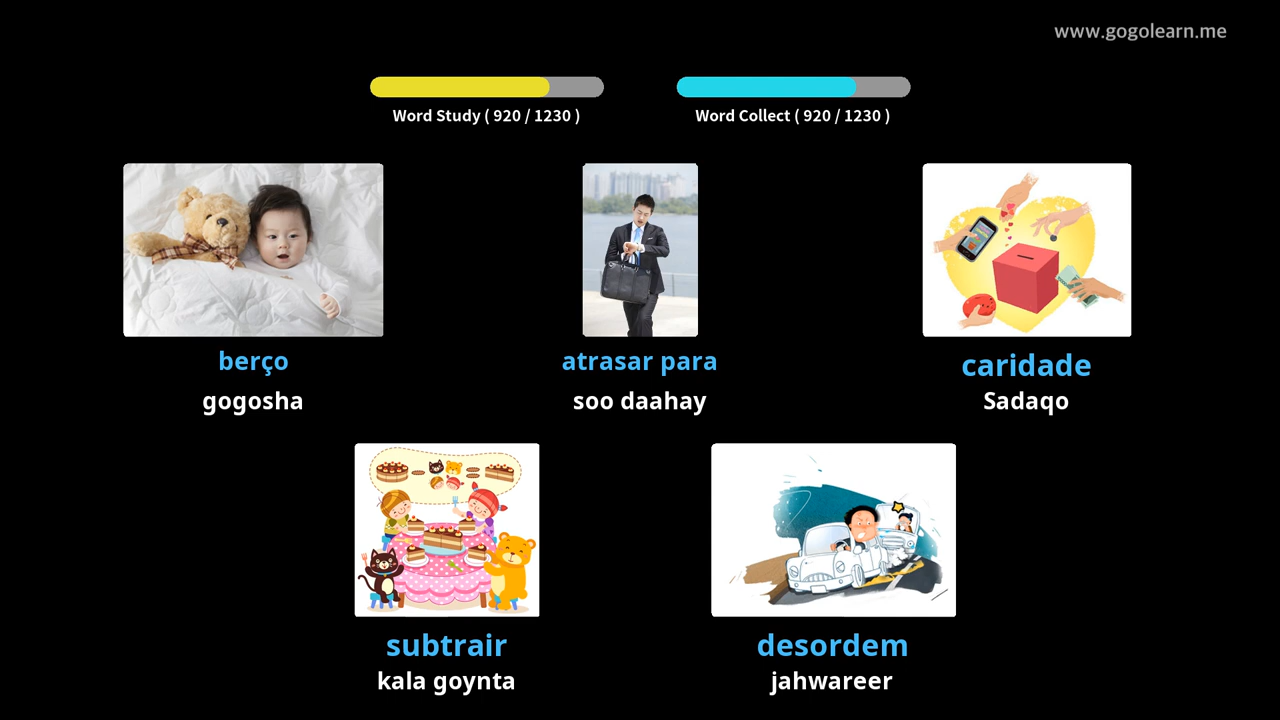 www.gogolearn.me
Word Study ( 920 / 1230 )
Word Collect ( 920 / 1230 )
berço
gogosha
atrasar para
soo daahay
caridade
Sadaqo
subtrair
kala goynta
desordem
jahwareer